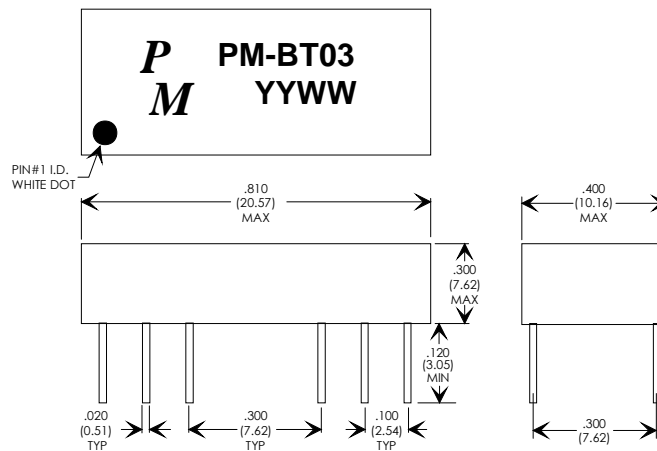 P PM-BT03
M YYWW
PIN#1 I.D.
WHITE DOT
.810
(20.57)
MAX
.400
(10.16)
MAX
.300
(7.62)
MAX
.120
(3.05)
MIN
.020
(0.51)
TYP
.300
(7.62)
TYP
.100
(2.54)
TYP
.300
(7.62)